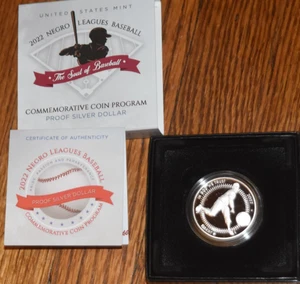 UNITED STATES MINT
2022 NEGRO LEAGUES BASEBALL
The Soul of Baseball
COMMEMORATIVE COIN PROGRAM
PROOF SILVER DOLLAR
CERTIFICATE OF AUTHENTICITY
2022 NEGRO LEAGUES BASEBALL
PROOF SILVER DOLLAR
COMMEMORATIVE COIN PROGRAM